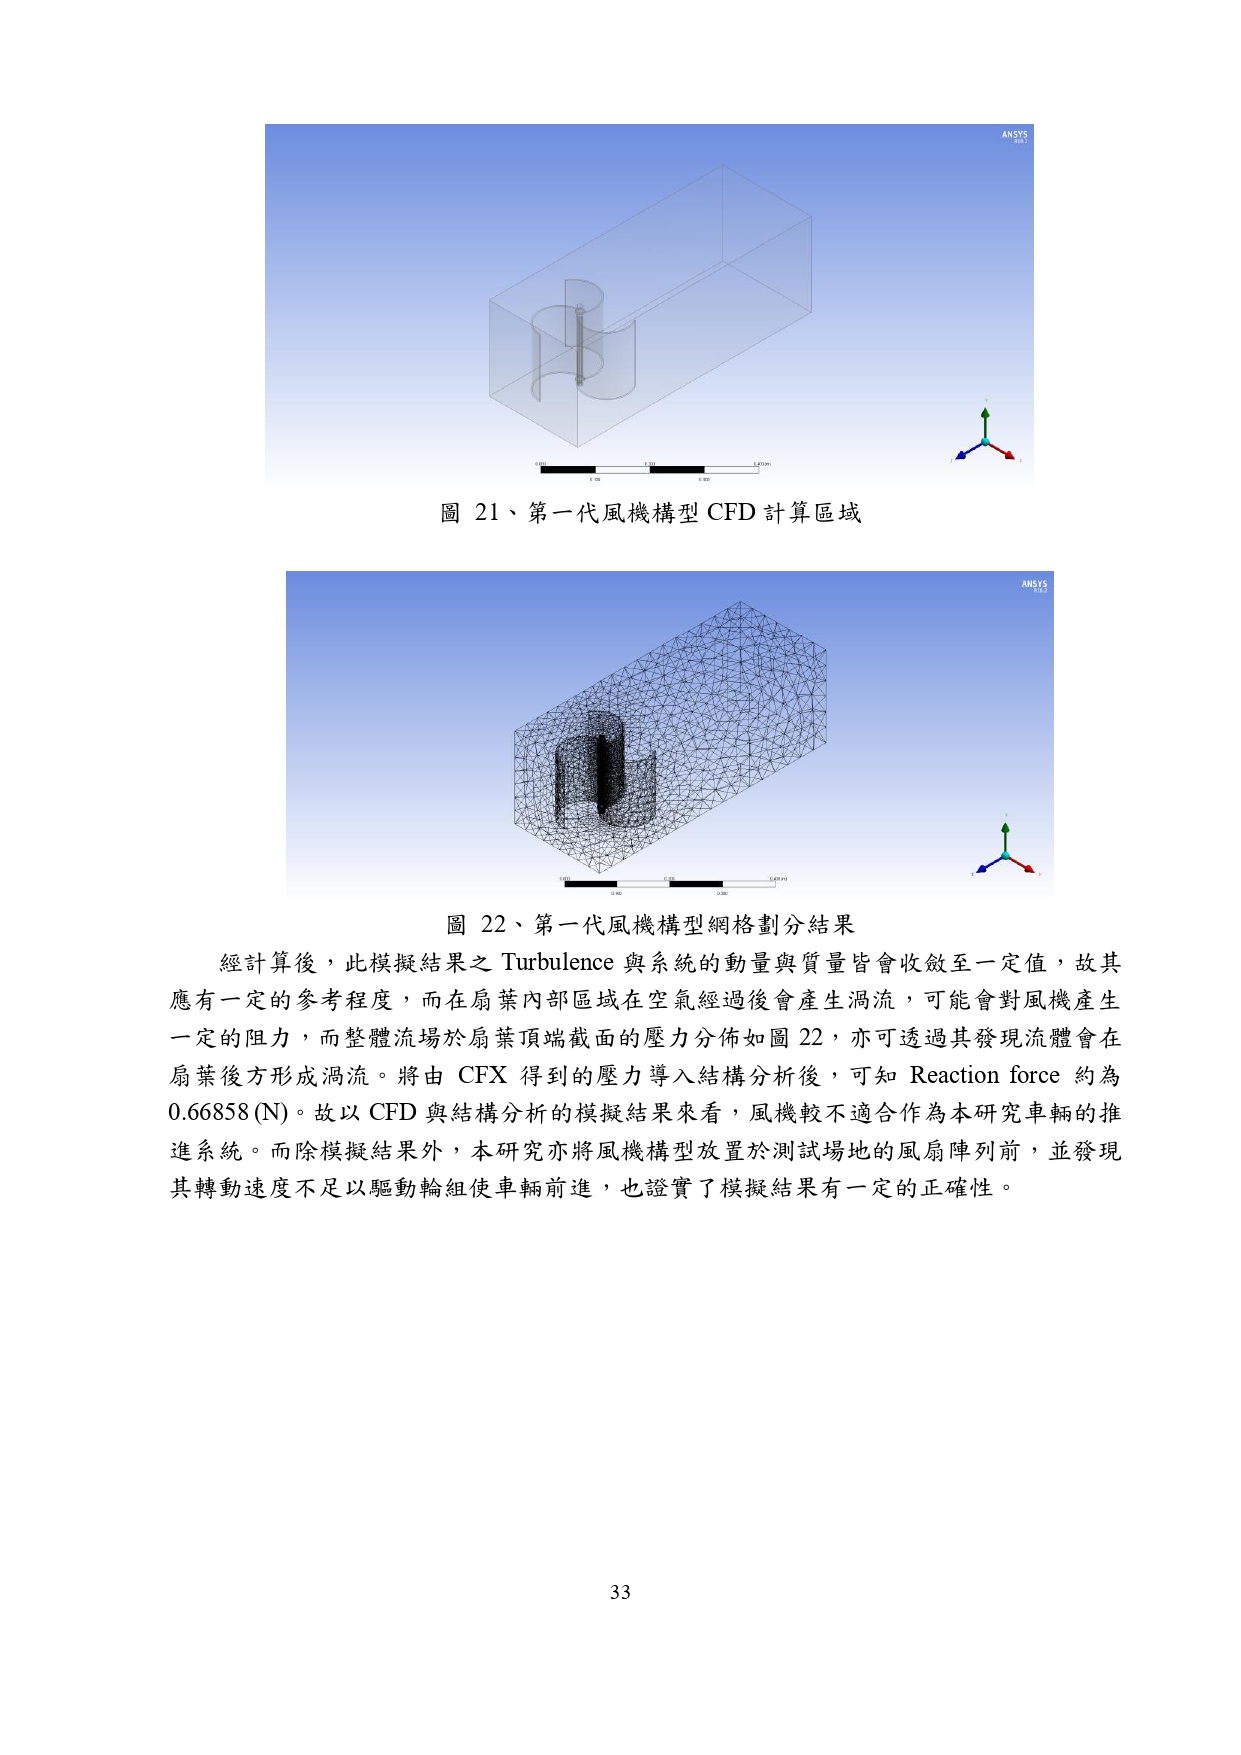 ANSYS
圖 21、第一代風機構型 CFD 計算區域
ANSYS
圖 22、第一代風機構型網格劃分結果
經計算後，此模擬結果之 Turbulence 與系統的動量與質量皆會收斂至一定值，故其
應有一定的參考程度，而在扇葉內部區域在空氣經過後會產生渦流，可能會對風機產生
一定的阻力，而整體流場於扇葉頂端截面的壓力分佈如圖 22，亦可透過其發現流體會在
扇葉後方形成渦流。將由 CFX 得到的壓力導入結構分析後，可知 Reaction force 約為
0.66858 (N)。故以 CFD 與結構分析的模擬結果來看，風機較不適合作為本研究車輛的推
進系統。而除模擬結果外，本研究亦將風機構型放置於測試場地的風扇陣列前，並發現
其轉動速度不足以驅動輪組使車輛前進，也證實了模擬結果有一定的正確性。
33